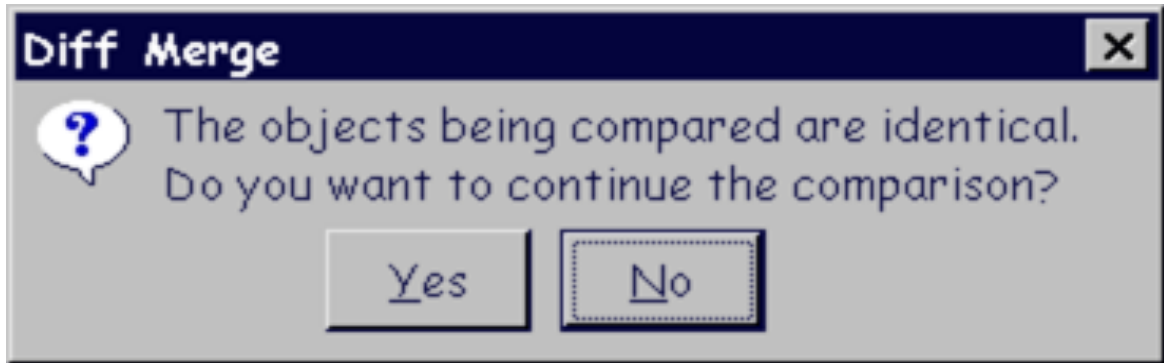 Diff Merge
The objects being compared are identical.
Do you want to continue the comparison?
Yes No